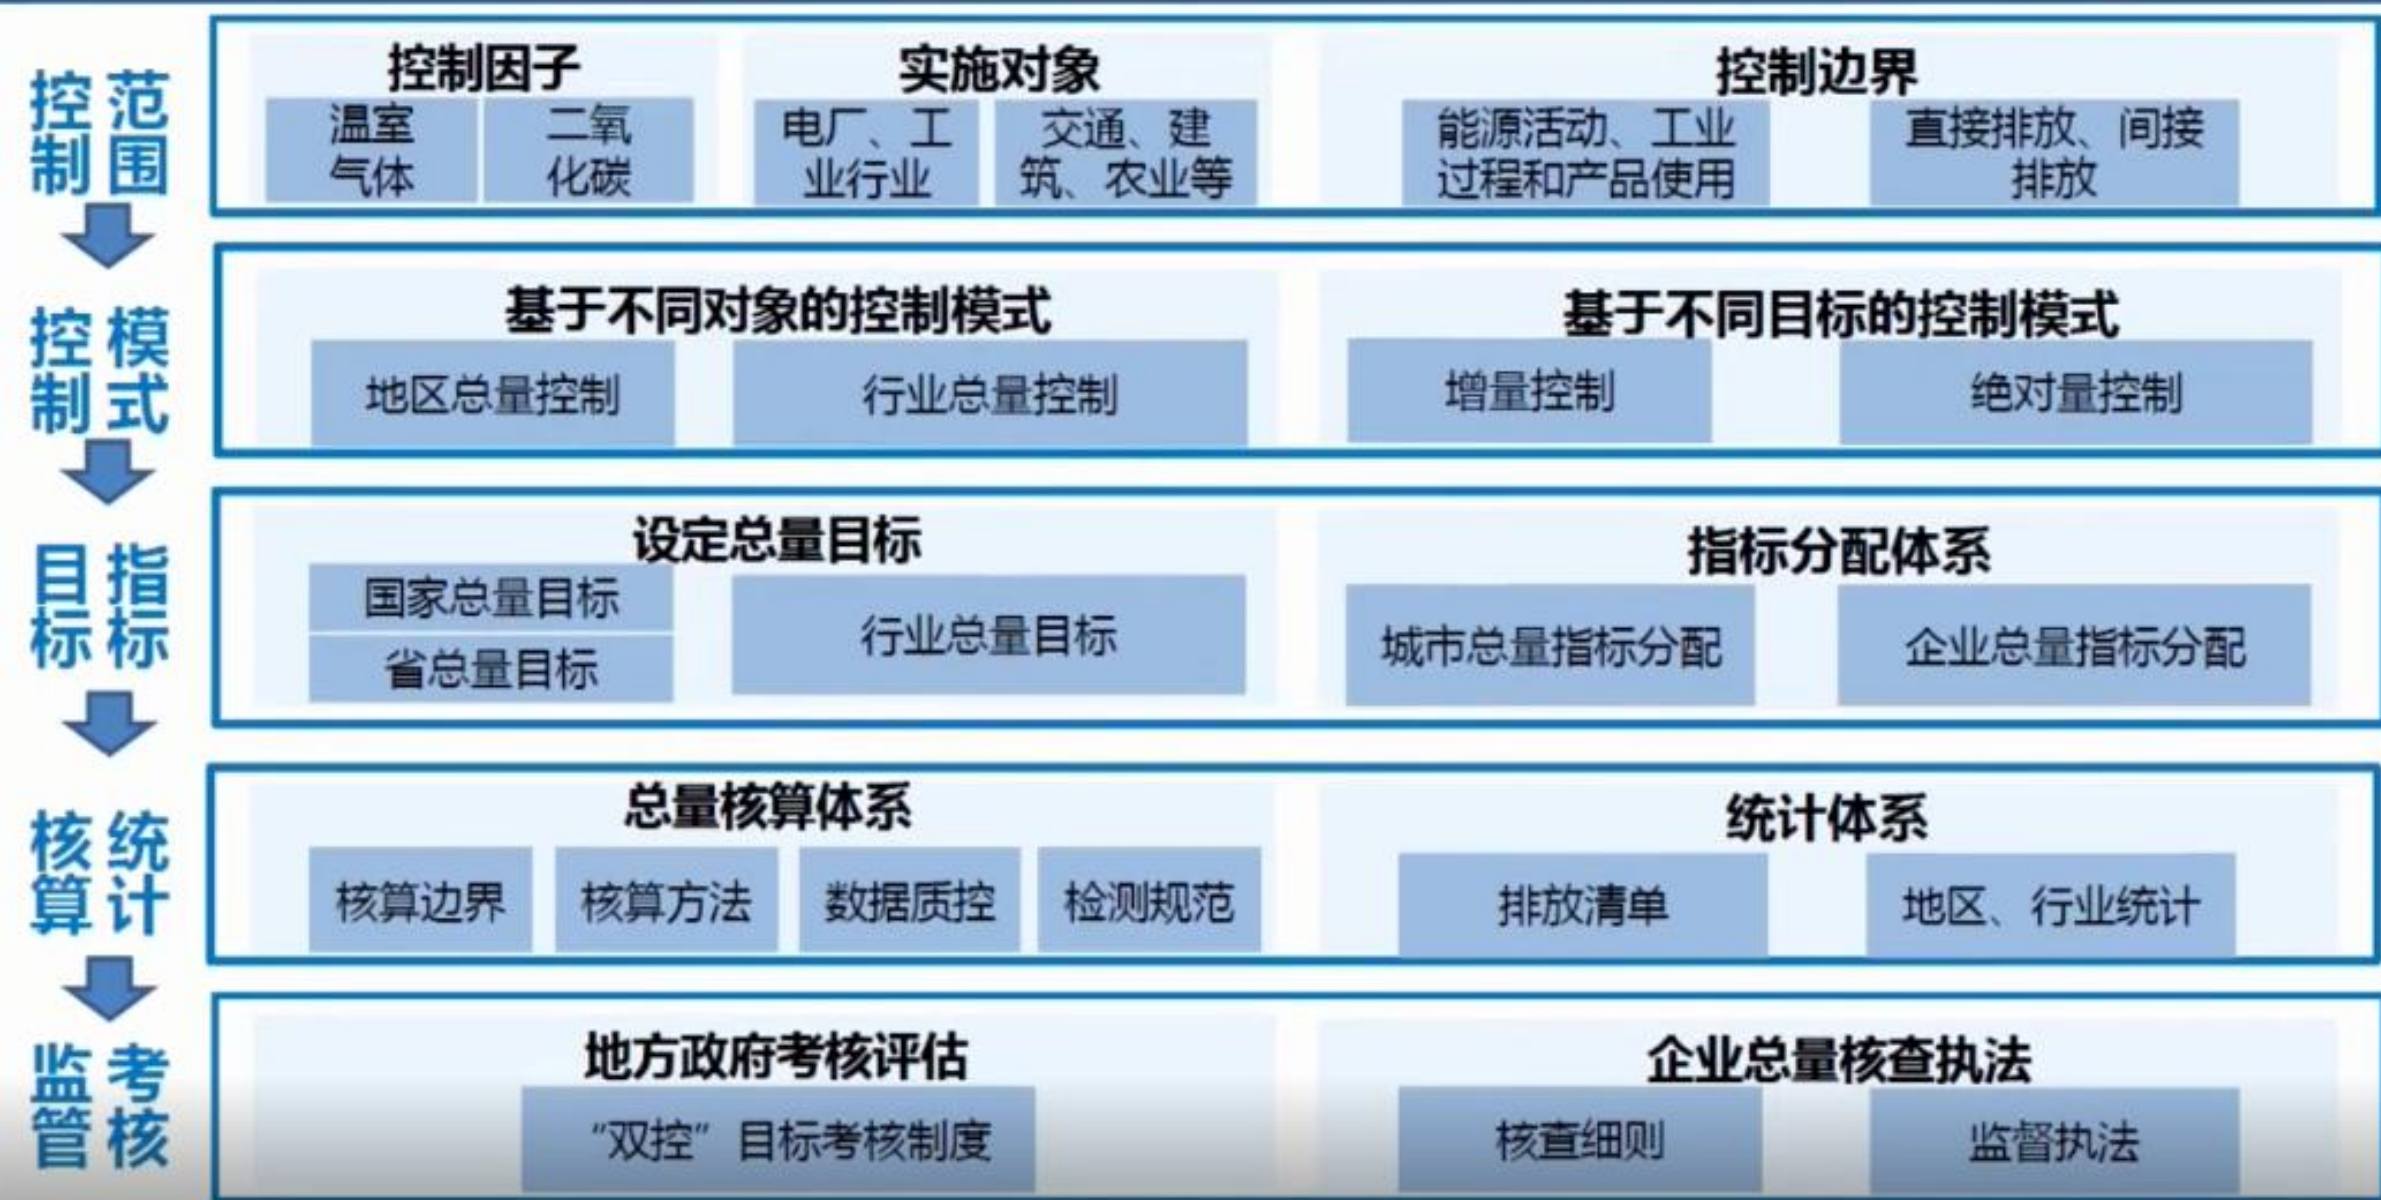 控制范围
控制因子
温室
气体
二氧
化碳
实施对象
电厂、工
业行业
交通、建
筑、农业等
控制边界
能源活动、工业
过程和产品使用
直接排放、间接
排放
控制模式
基于不同对象的控制模式
地区总量控制
行业总量控制
基于不同目标的控制模式
增量控制
绝对量控制
目标指标
设定总量目标
国家总量目标
省总量目标
行业总量目标
指标分配体系
城市总量指标分配
企业总量指标分配
核算统计
总量核算体系
核算边界
核算方法
数据质控
检测规范
统计体系
排放清单
地区、行业统计
监管考核
地方政府考核评估
“双控”目标考核制度
企业总量核查执法
核查细则
监督执法